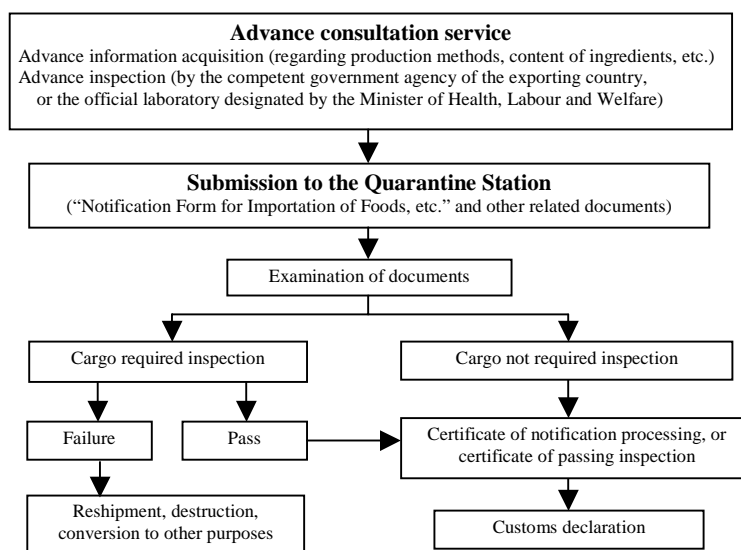 Advance consultation service
Advance information acquisition (regarding production methods, content of ingredients, etc.)
Advance inspection (by the competent government agency of the exporting country,
or the official laboratory designated by the Minister of Health, Labour and Welfare)
Submission to the Quarantine Station
(“Notification Form for Importation of Foods, etc.” and other related documents)
Examination of documents
Cargo required inspection
Cargo not required inspection
Failure
Pass
Certificate of notification processing, or
certificate of passing inspection
Reshipment, destruction,
conversion to other purposes
Customs declaration